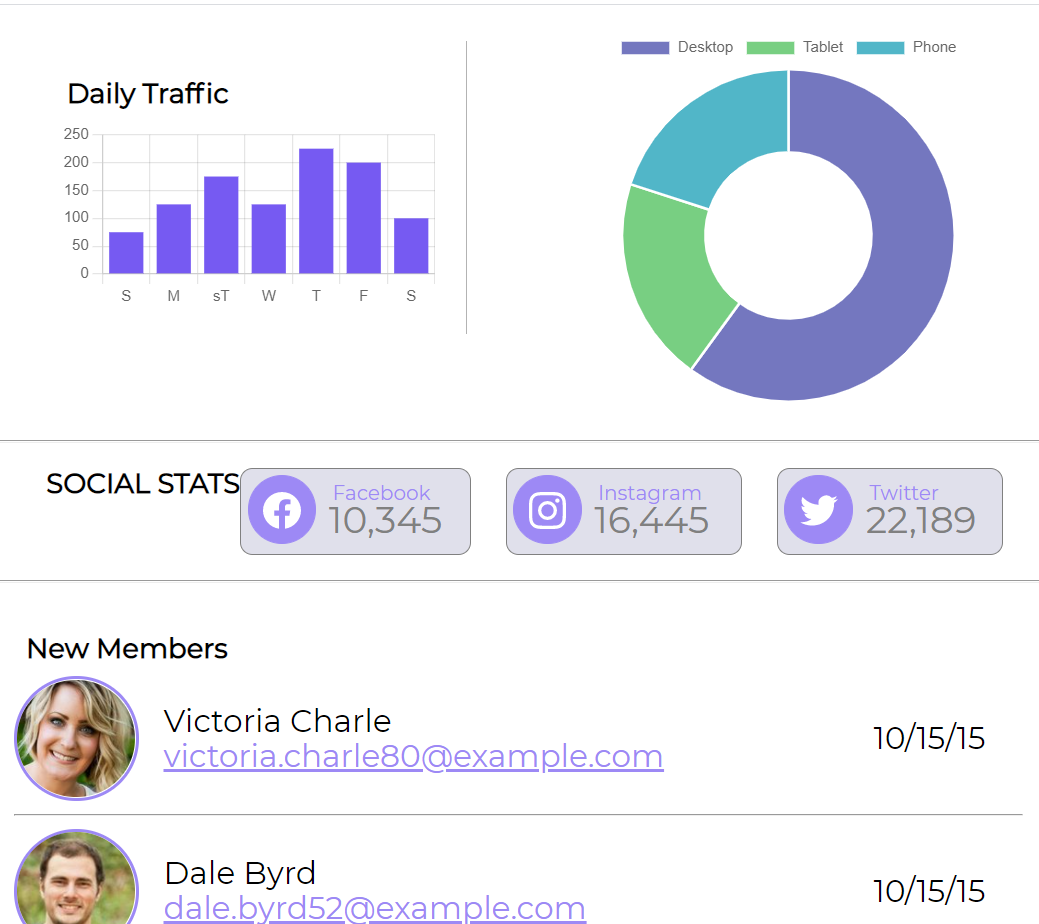 Desktop Tablet Phone
Daily Traffic
250
200
150
100
50
0
S M sT W T F S
SOCIAL STATS
Facebook
10,345
Instagram
16,445
Twitter
22,189
New Members
Victoria Charle
victoria.charle80@example.com
10/15/15
Dale Byrd
dale.byrd52@example.com
10/15/15